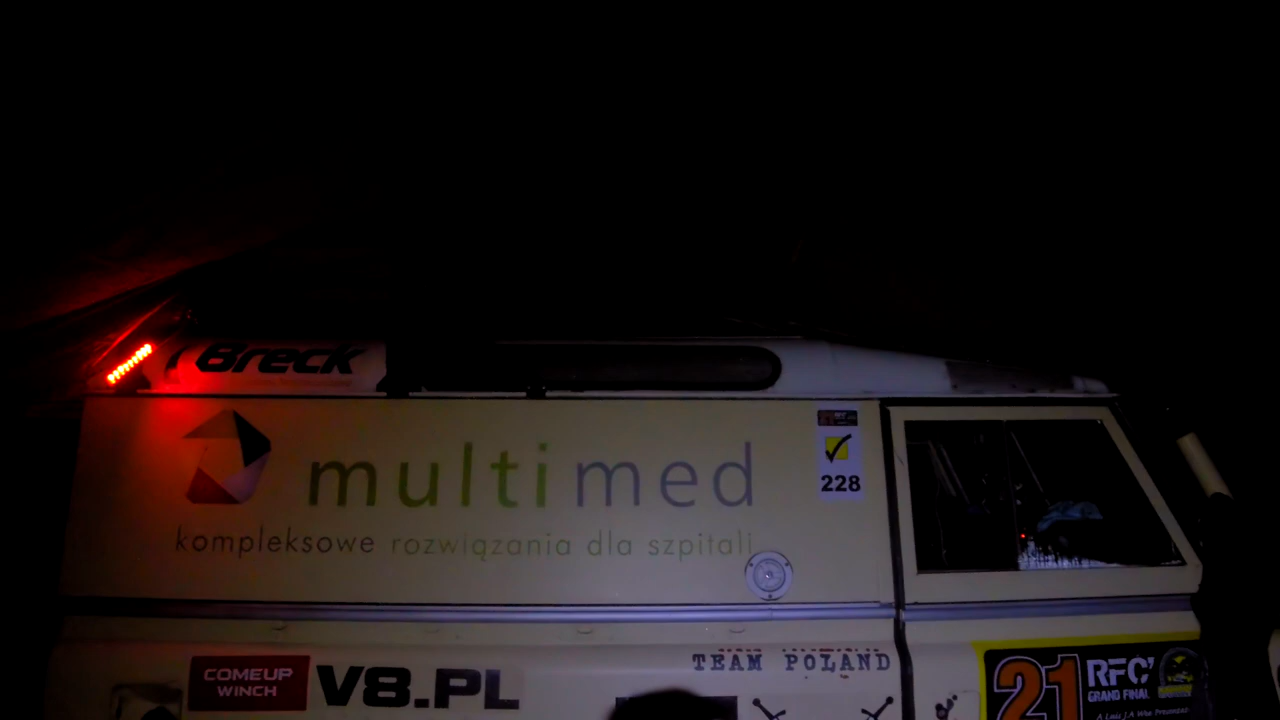 Breck
multimed
kompleksowe rozwiązania dla szpitali
228
COMEUP
WINCH
V8.PL
TEAM POLAND
21
RFC
GRAND FINAL